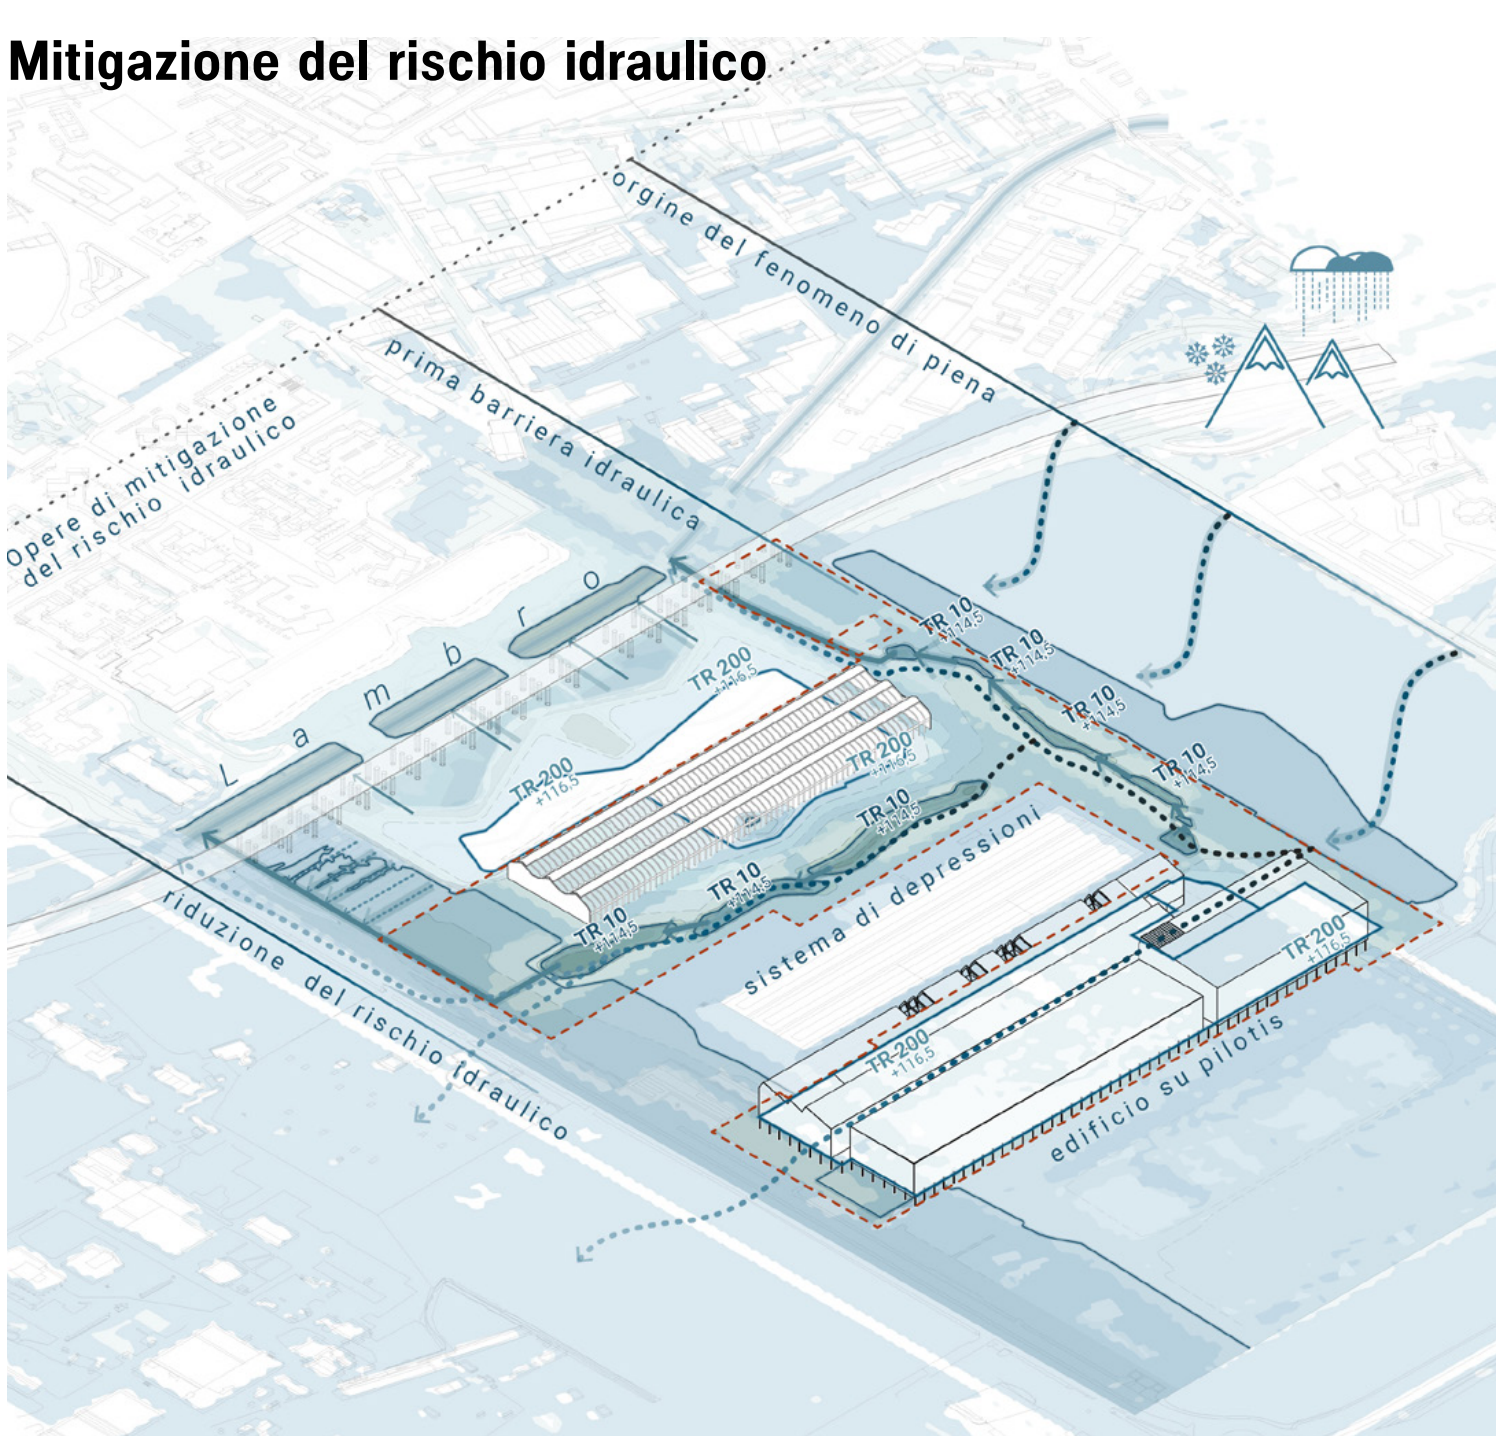 Mitigazione del rischio idraulico
orgine del fenomeno di piena
prima barriera idraulica
opere di mitigazione
del rischio idraulico
Lambro
TR 10
+114,5
TR 10
+114,5
TR 10
+114,5
TR 10
+114,5
TR 200
+116,5
TR 200
+116,5
TR 200
+116,5
TR 10
+114,5
TR 10
+114,5
TR 10
+114,5
sistema di depressioni
TR 200
+116,5
TR 200
+116,5
edificio su pilotis
riduzione del rischio idraulico